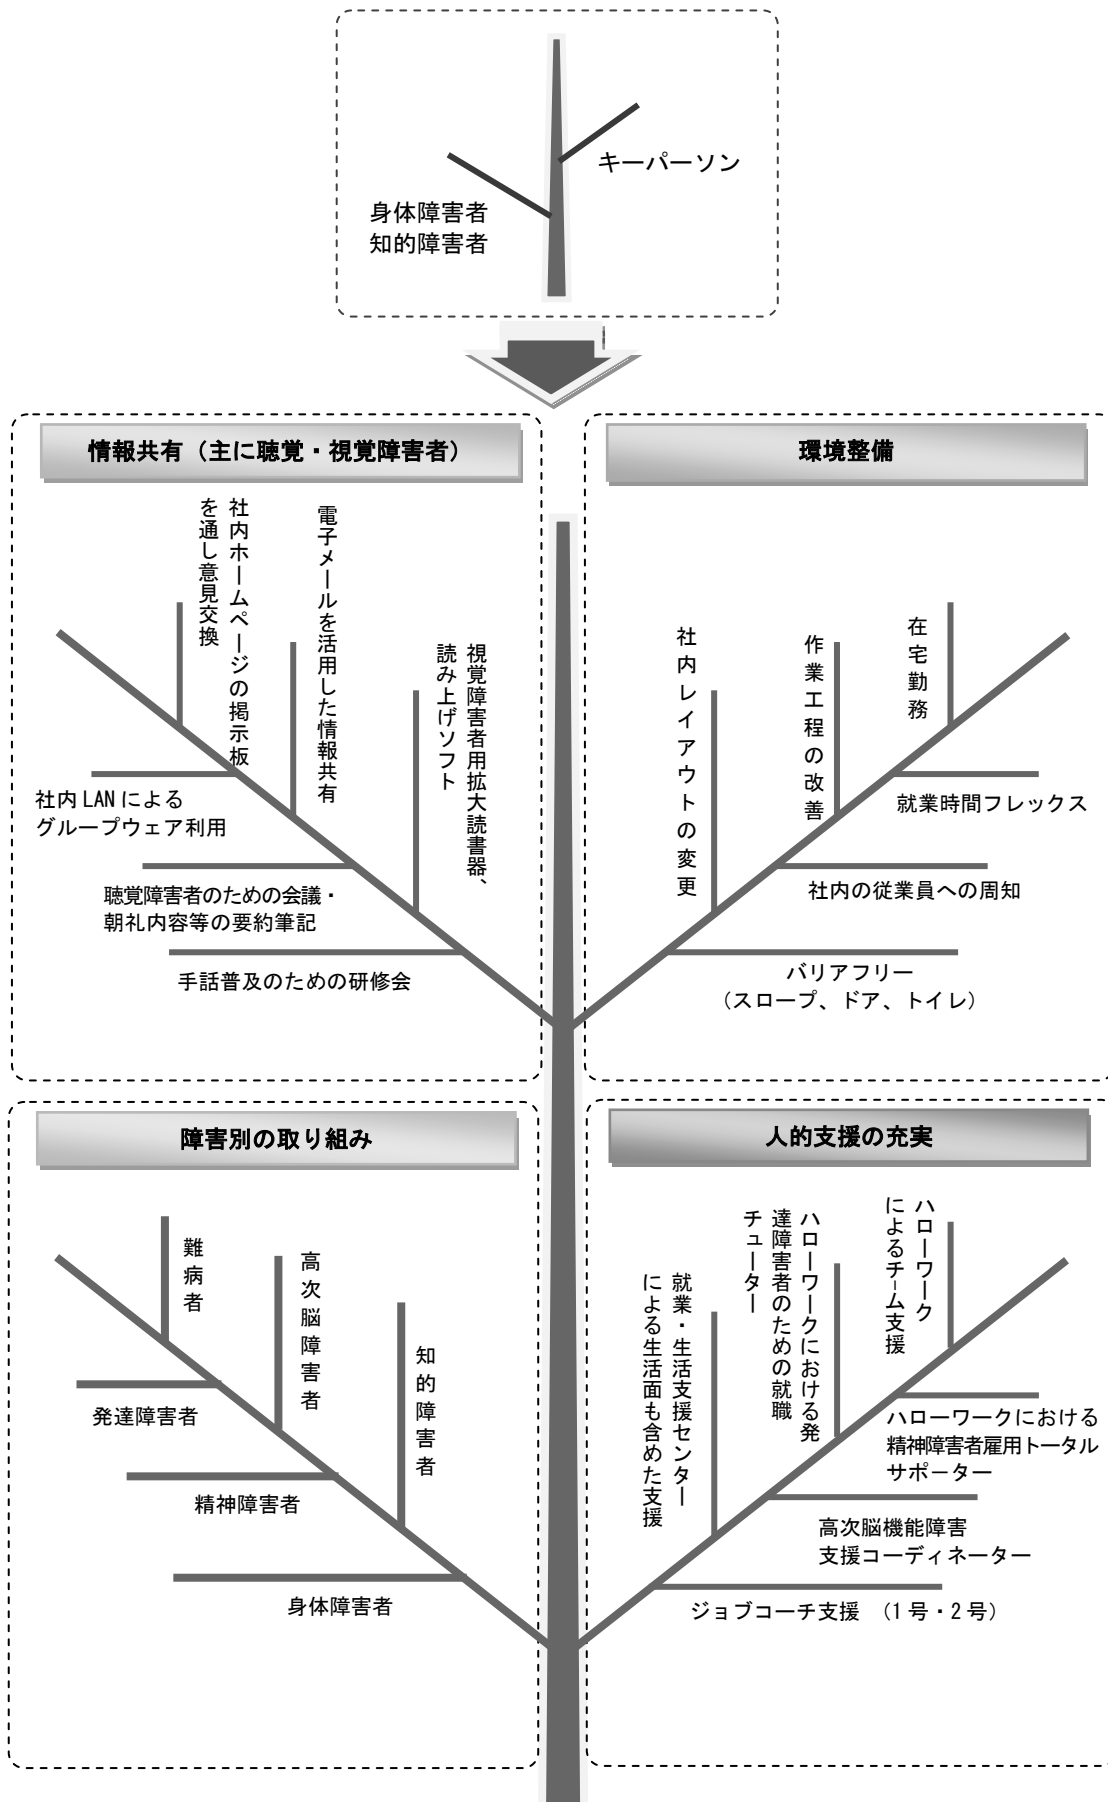 キーパーソン
身体障害者
知的障害者
情報共有（主に聴覚・視覚障害者）
社内ホームページの掲示板
を通し意見交換
電子メールを活用した情報共有
視覚障害者用拡大読書器、
読み上げソフト
社内 LAN による
グループウェア利用
聴覚障害者のための会議・
朝礼内容等の要約筆記
手話普及のための研修会
環境整備
社内レイアウトの変更
作業工程の改善
在宅勤務
就業時間フレックス
社内の従業員への周知
バリアフリー
（スロープ、ドア、トイレ）
障害別の取り組み
難病者
高次脳障害者
知的障害者
発達障害者
精神障害者
身体障害者
人的支援の充実
就業・生活支援センター
による生活面も含めた支援
ハローワークにおける発
達障害者のための就職
チューター
ハローワーク
によるチーム支援
ハローワークにおける
精神障害者雇用トータル
サポーター
高次脳機能障害
支援コーディネーター
ジョブコーチ支援　（1 号・2 号）